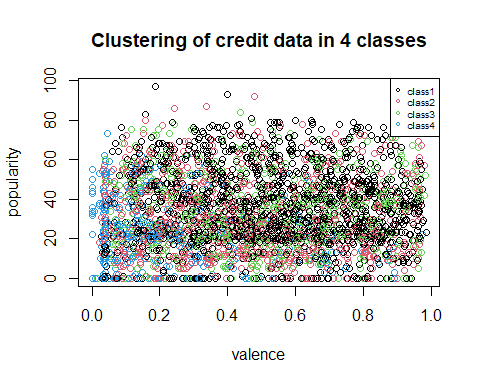 Clustering of credit data in 4 classes
class1
class2
class3
class4
popularity
100
80
60
40
20
0
0.0 0.2 0.4 0.6 0.8 1.0
valence